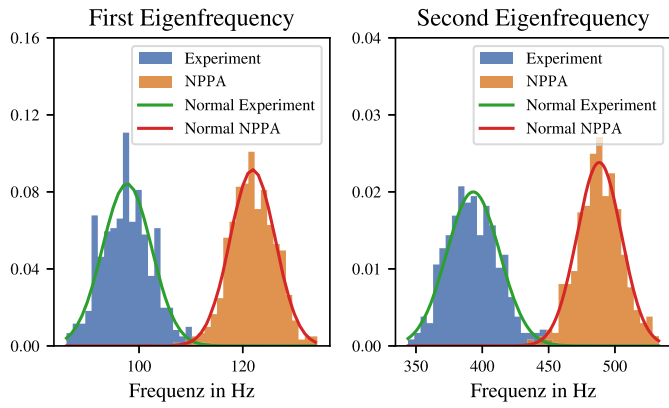 First Eigenfrequency
0.16
0.12
0.08
0.04
0.00
Experiment
NPPA
Normal Experiment
Normal NPPA
100
120
Frequenz in Hz
Second Eigenfrequency
0.04
0.03
0.02
0.01
0.00
Experiment
NPPA
Normal Experiment
Normal NPPA
350
400
450
500
Frequenz in Hz